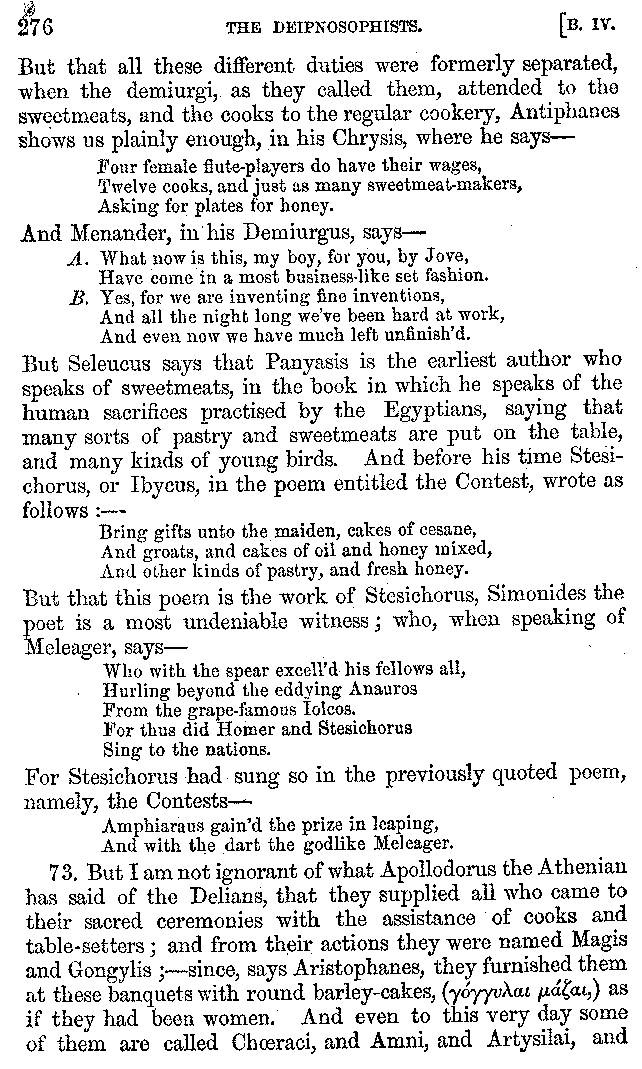 276 THE DEIPNOSOPHISTS. [B. IV.
But that all these different duties were formerly separated,
when the demiurgi, as they called them, attended to the
sweetmeats, and the cooks to the regular cookery, Antiphanes
shows us plainly enough, in his Chrysis, where he says—
Four female flute-players do have their wages,
Twelve cooks, and just as many sweetmeat-makers,
Asking for plates for honey.
And Menander, in his Demiurgus, says—
A. What now is this, my boy, for you, by Jove,
Have come in a most business-like set fashion.
B. Yes, for we are inventing fine inventions,
And all the night long we've been hard at work,
And even now we have much left unfinish'd.
But Seleucus says that Panyasis is the earliest author who
speaks of sweetmeats, in the book in which he speaks of the
human sacrifices practised by the Egyptians, saying that
many sorts of pastry and sweetmeats are put on the table,
and many kinds of young birds. And before his time Stesi-
chorus, or Ibycus, in the poem entitled the Contest, wrote as
follows :—
Bring gifts unto the maiden, cakes of cesane,
And groats, and cakes of oil and honey mixed,
And other kinds of pastry, and fresh honey.
But that this poem is the work of Stesichorus, Simonides the
poet is a most undeniable witness ; who, when speaking of
Meleager, says—
Who with the spear excell'd his fellows all,
Hurling beyond the eddying Anauros
From the grape-famous Iolcos.
For thus did Homer and Stesichorus
Sing to the nations.
For Stesichorus had sung so in the previously quoted poem,
namely, the Contests—
Amphiaraus gain'd the prize in leaping,
And with the dart the godlike Meleager.
73. But I am not ignorant of what Apollodorus the Athenian
has said of the Delians, that they supplied all who came to
their sacred ceremonies with the assistance of cooks and
table-setters ; and from their actions they were named Magis
and Gongylis ;—since, says Aristophanes, they furnished them
at these banquets with round barley-cakes, (γόγγυλαι μάζαι,) as
if they had been women. And even to this very day some
of them are called Chœraci, and Amni, and Artysilai, and